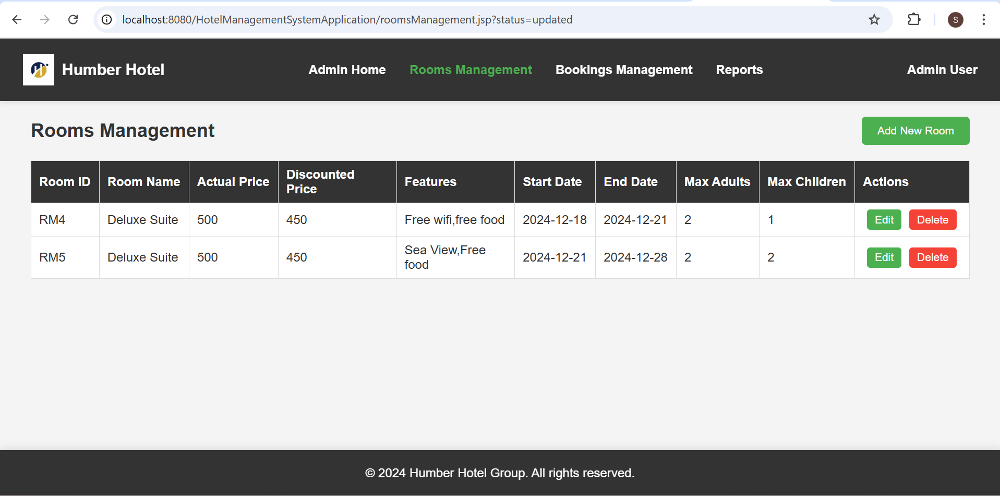 localhost:8080/HotelManagementSystemApplication/roomsManagement.jsp?status=updated
S
H
Humber Hotel
Admin Home
Rooms Management
Bookings Management
Reports
Admin User
Rooms Management
Add New Room
Room ID
Room Name
Actual Price
Discounted
Price
Features
Start Date
End Date
Max Adults
Max Children
Actions
RM4
Deluxe Suite
500
450
Free wifi,free food
2024-12-18
2024-12-21
2
1
Edit
Delete
RM5
Deluxe Suite
500
450
Sea View,Free
food
2024-12-21
2024-12-28
2
2
Edit
Delete
© 2024 Humber Hotel Group. All rights reserved.